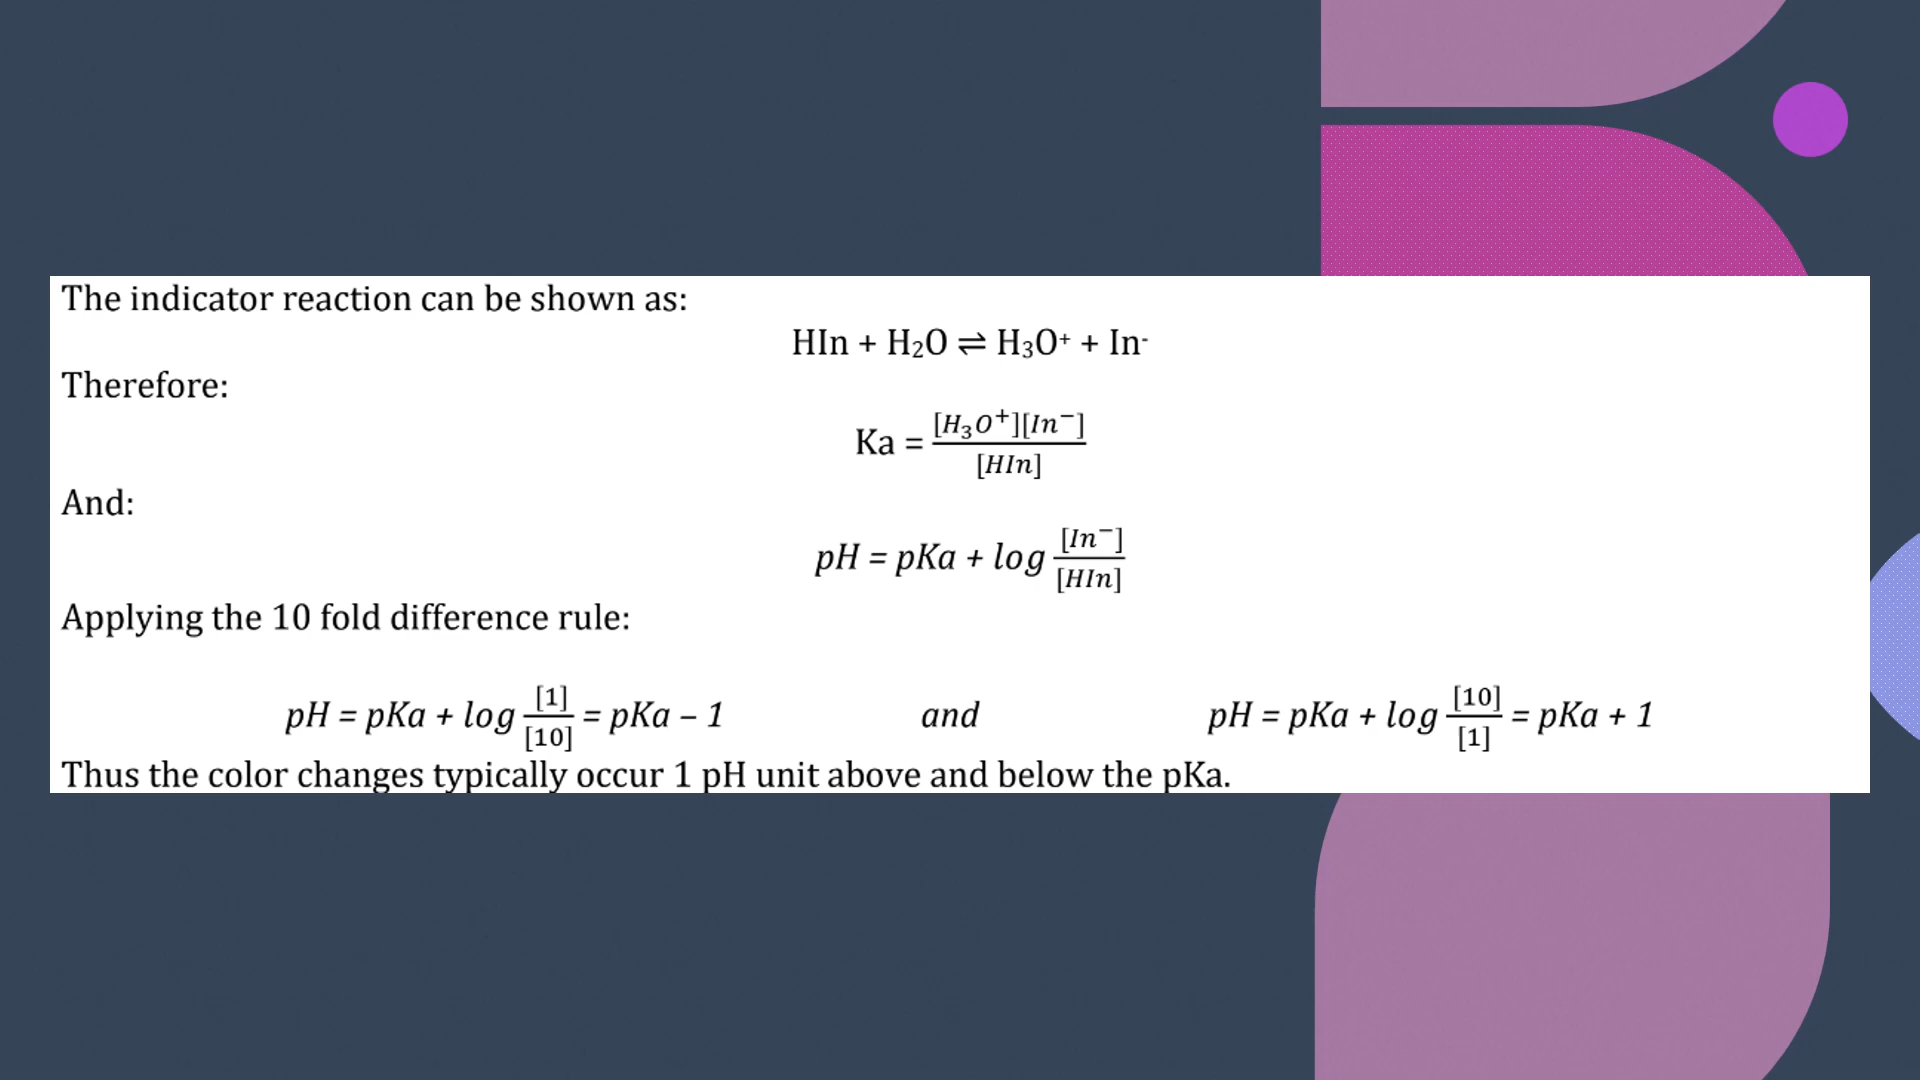 The indicator reaction can be shown as:
HIn + H₂O ⇌ H₃O⁺ + In⁻
Therefore:
Ka = [H₃O⁺][In⁻] / [HIn]
And:
pH = pKa + log [In⁻] / [HIn]
Applying the 10 fold difference rule:
pH = pKa + log [1] / [10] = pKa – 1 and pH = pKa + log [10] / [1] = pKa + 1
Thus the color changes typically occur 1 pH unit above and below the pKa.